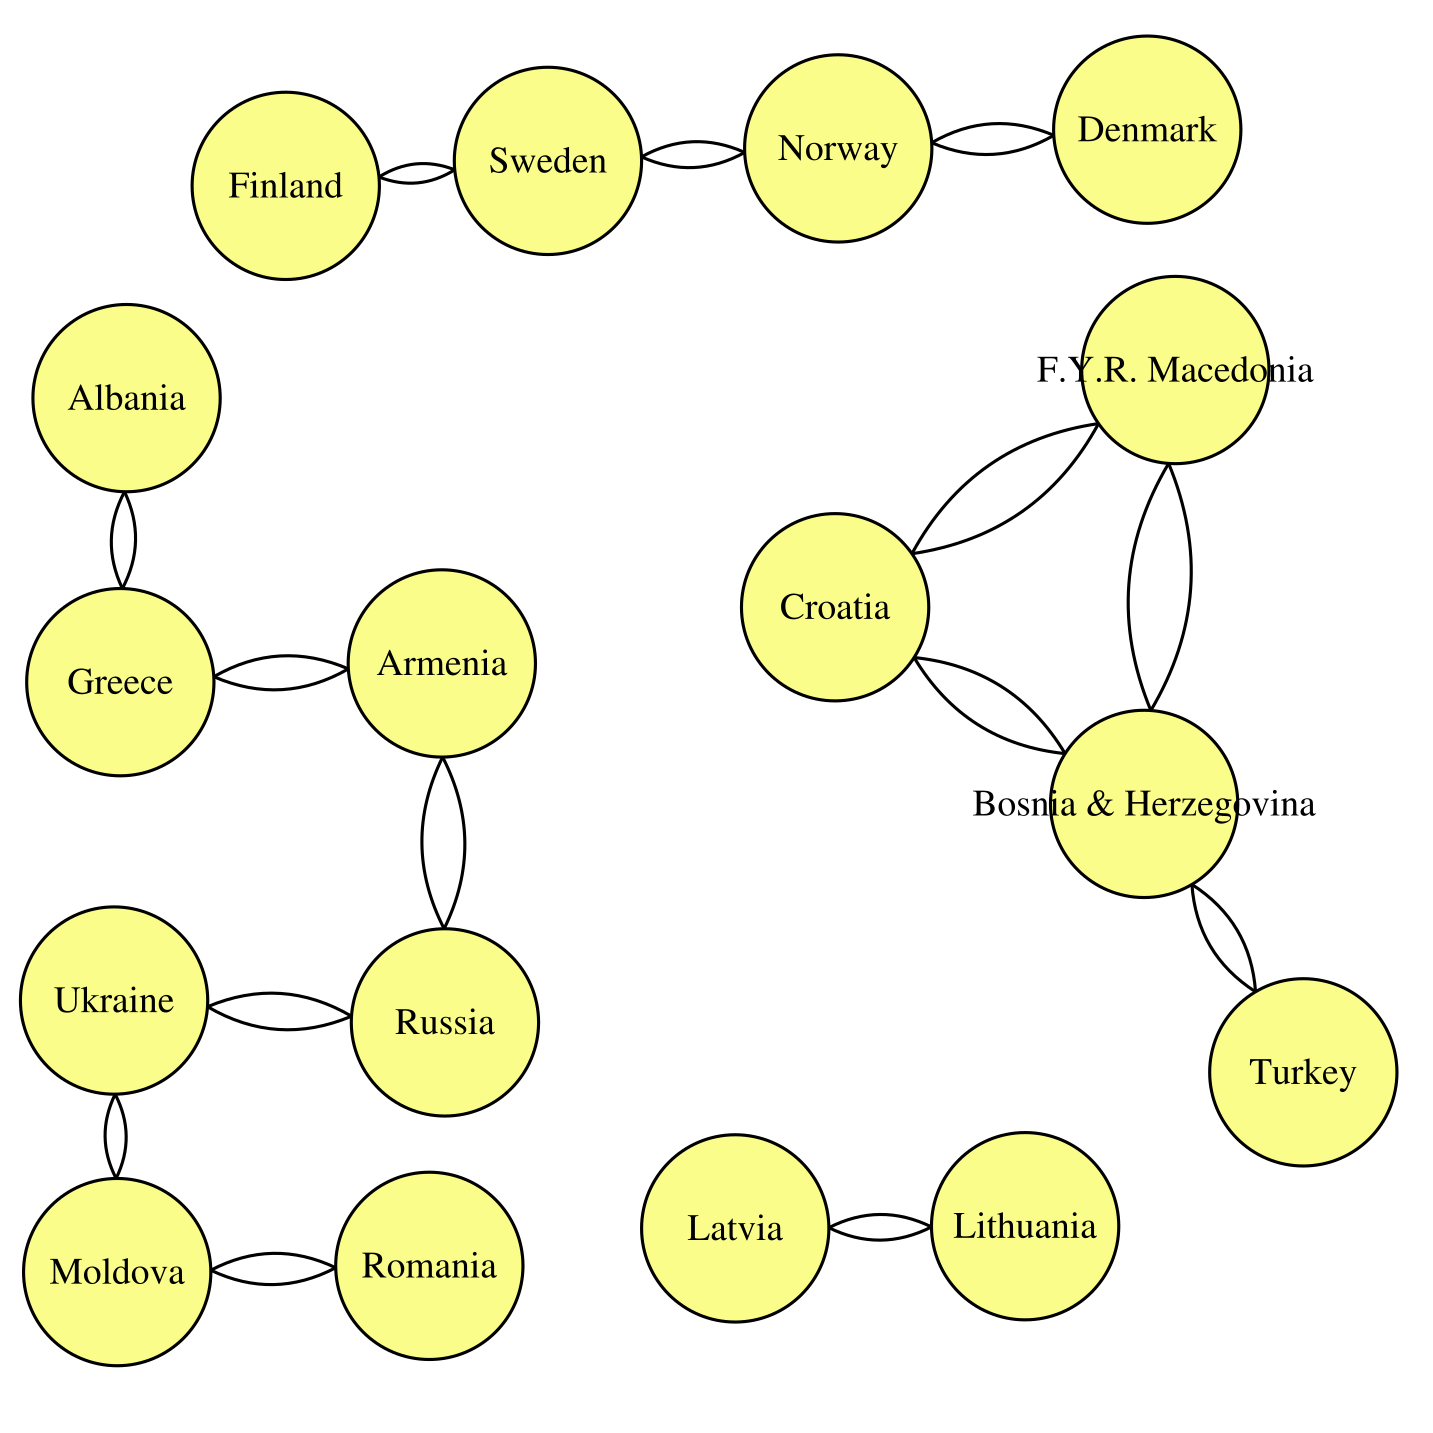 Denmark
Norway
Sweden
Finland
F.Y.R. Macedonia
Albania
Croatia
Armenia
Greece
Bosnia & Herzegovina
Ukraine
Russia
Turkey
Latvia
Lithuania
Romania
Moldova